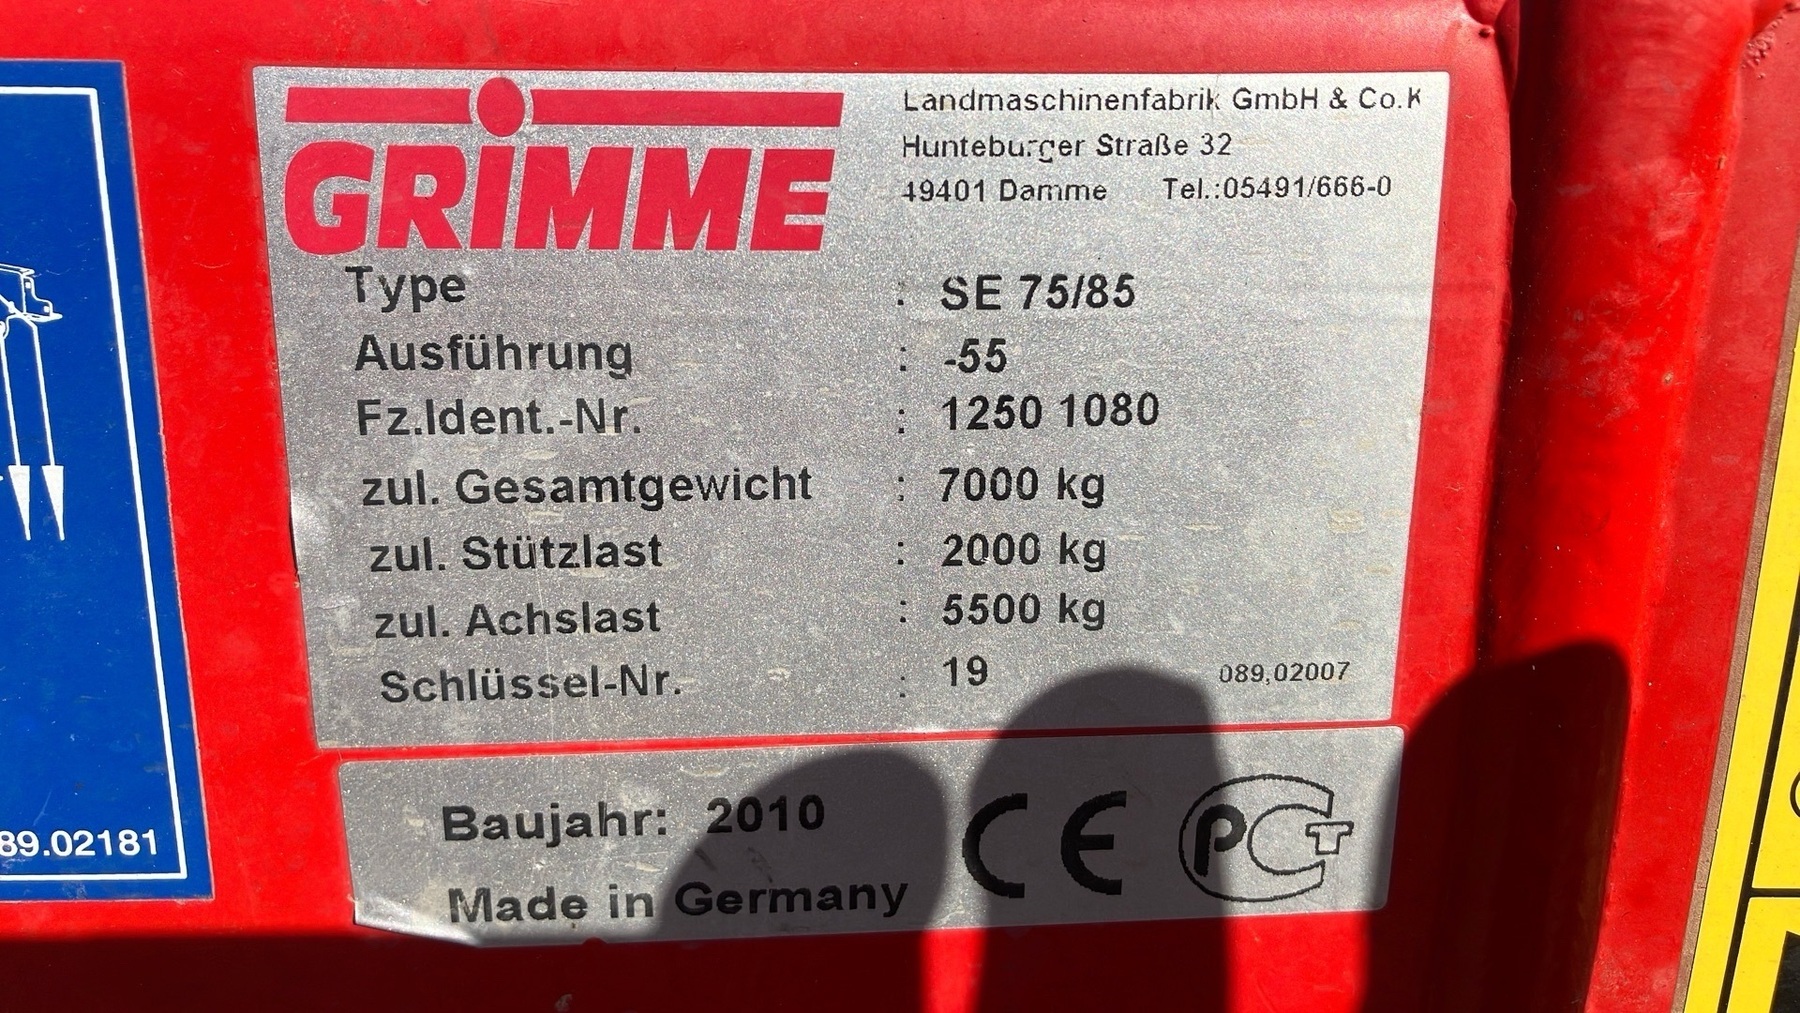 GRIMME
Landmaschinenfabrik GmbH & Co.K
Hunteburger Straße 32
49401 Damme Tel.:05491/666-0
Type : SE 75/85
Ausführung : -55
Fz.Ident.-Nr. : 1250 1080
zul. Gesamtgewicht : 7000 kg
zul. Stützlast : 2000 kg
zul. Achslast : 5500 kg
Schlüssel-Nr. : 19 089,02007
Baujahr: 2010 CE PCT
Made in Germany
89.02181